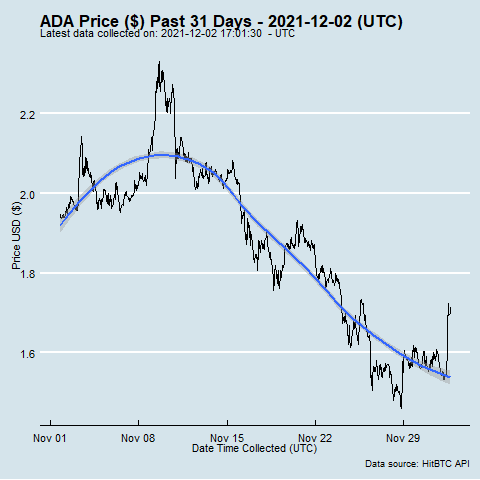 ADA Price ($) Past 31 Days - 2021-12-02 (UTC)
Latest data collected on: 2021-12-02 17:01:30 - UTC
2.2
2.0
1.8
1.6
Price USD ($)
Nov 01 Nov 08 Nov 15 Nov 22 Nov 29
Date Time Collected (UTC)
Data source: HitBTC API